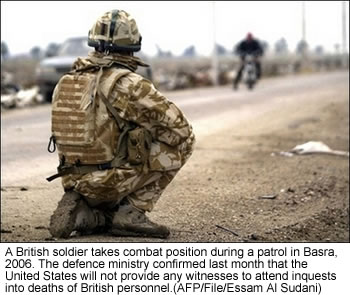 A British soldier takes combat position during a patrol in Basra,
2006. The defence ministry confirmed last month that the
United States will not provide any witnesses to attend inquests
into deaths of British personnel.(AFP/File/Essam Al Sudani)